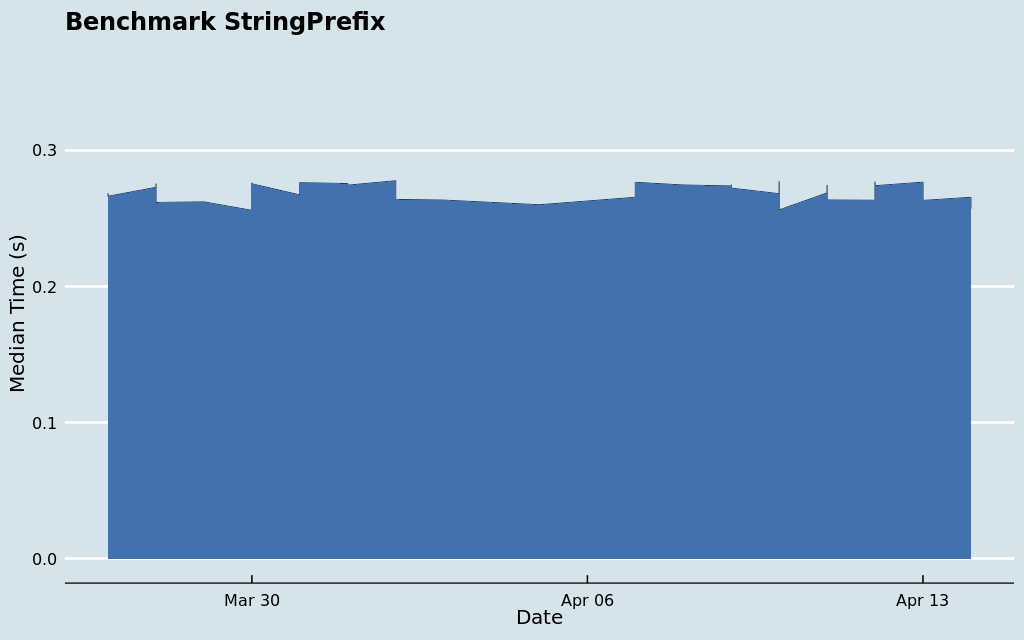 Benchmark StringPrefix
Median Time (s)
0.3
0.2
0.1
0.0
Mar 30
Apr 06
Apr 13
Date